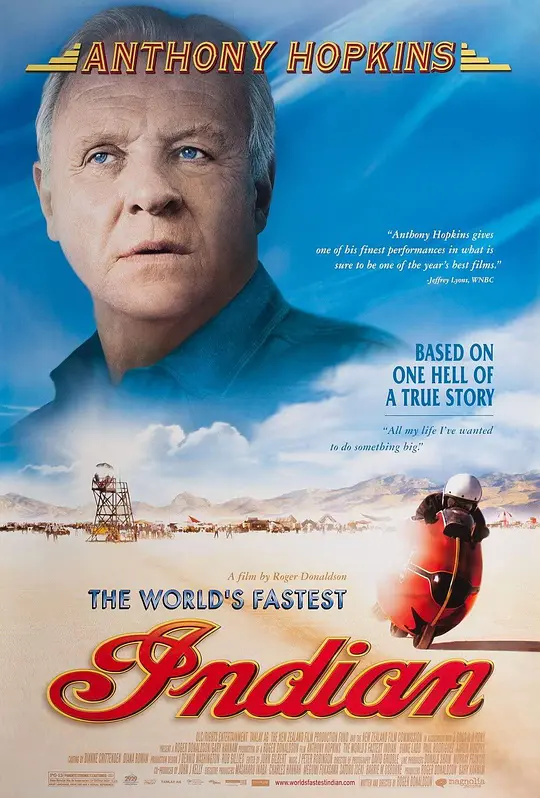 ANTHONY HOPKINS
“Anthony Hopkins gives
one of his finest performances in what is
sure to be one of the year's best films.”
-Jeffrey Lyons, WNBC
BASED ON
ONE HELL OF
A TRUE STORY
“All my life I've wanted
to do something big.”
A film by Roger Donaldson
THE WORLD'S FASTEST
Indian
www.worldsfastestindian.com
magnolia